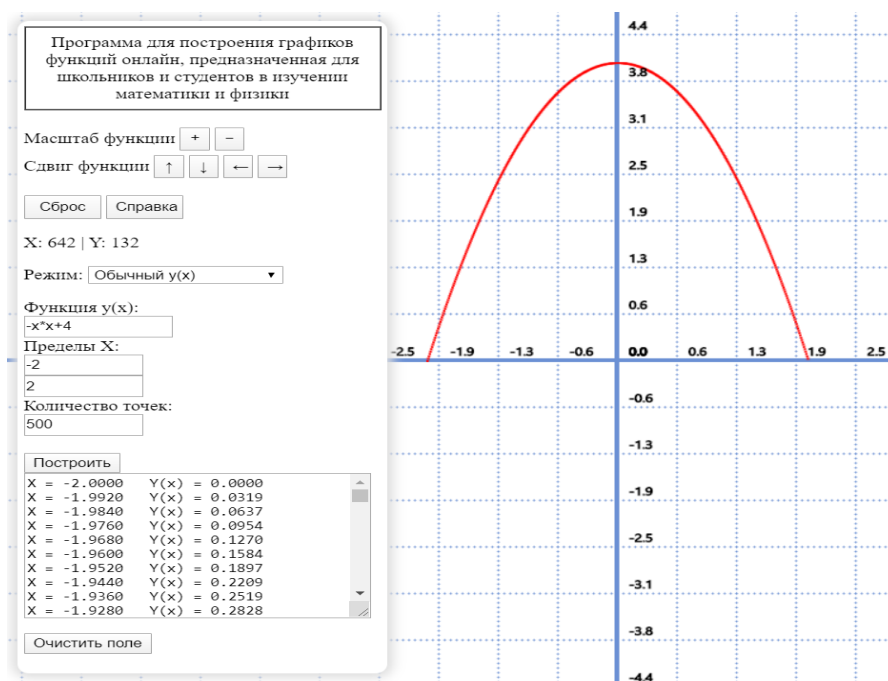 Программа для построения графиков
функций онлайн, предназначенная для
школьников и студентов в изучении
математики и физики
Масштаб функции + −
Сдвиг функции ↑ ↓ ← →
Сброс Справка
X: 642 | Y: 132
Режим: Обычный y(x)
Функция y(x):
-x*x+4
Пределы X:
-2
2
Количество точек:
500
Построить
X = -2.0000 Y(x) = 0.0000
X = -1.9920 Y(x) = 0.0319
X = -1.9840 Y(x) = 0.0637
X = -1.9760 Y(x) = 0.0954
X = -1.9680 Y(x) = 0.1270
X = -1.9600 Y(x) = 0.1584
X = -1.9520 Y(x) = 0.1897
X = -1.9440 Y(x) = 0.2209
X = -1.9360 Y(x) = 0.2519
X = -1.9280 Y(x) = 0.2828
Очистить поле
4.4
3.8
3.1
2.5
1.9
1.3
0.6
-2.5 -1.9 -1.3 -0.6 0.0 0.6 1.3 1.9 2.5
-0.6
-1.3
-1.9
-2.5
-3.1
-3.8
-4.4